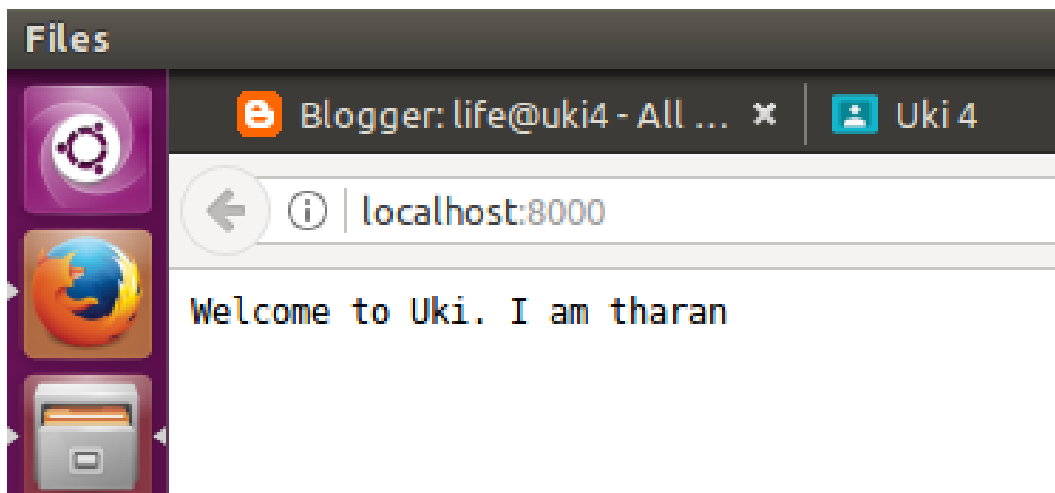 Files
Blogger: life@uki4 - All ... × Uki 4
localhost:8000
Welcome to Uki. I am tharan